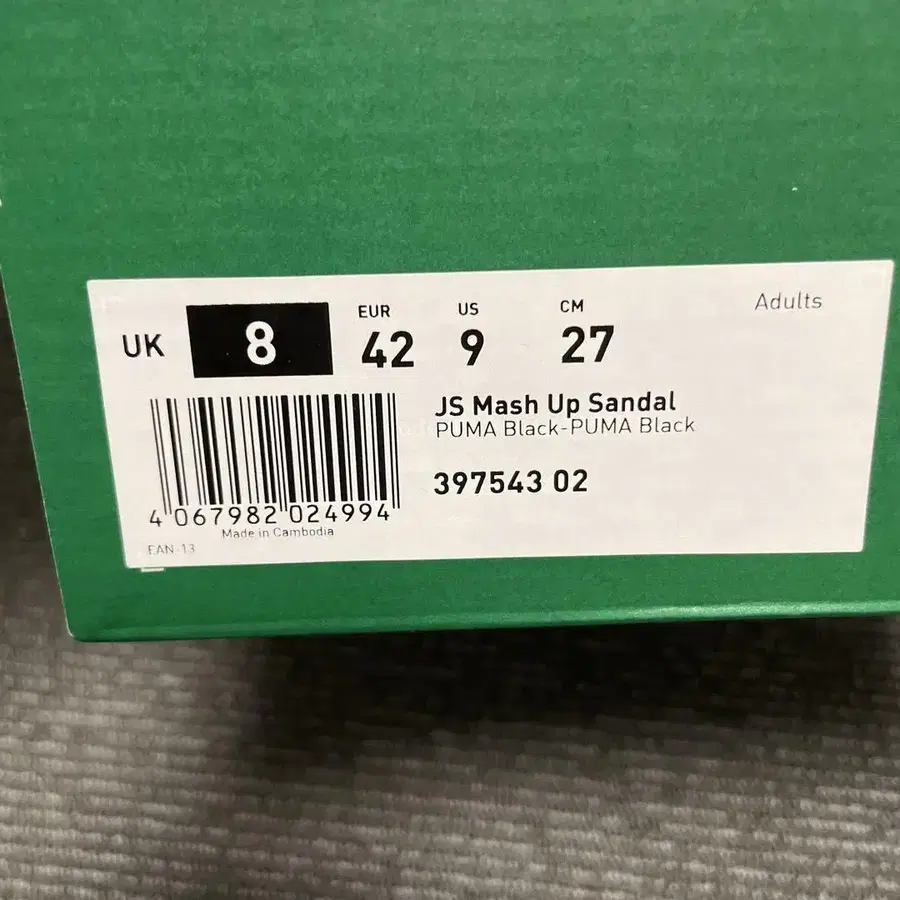 Adults
UK 8
EUR 42
US 9
CM 27
JS Mash Up Sandal
PUMA Black-PUMA Black
397543 02
4 067982 024994
Made in Cambodia
EAN-13